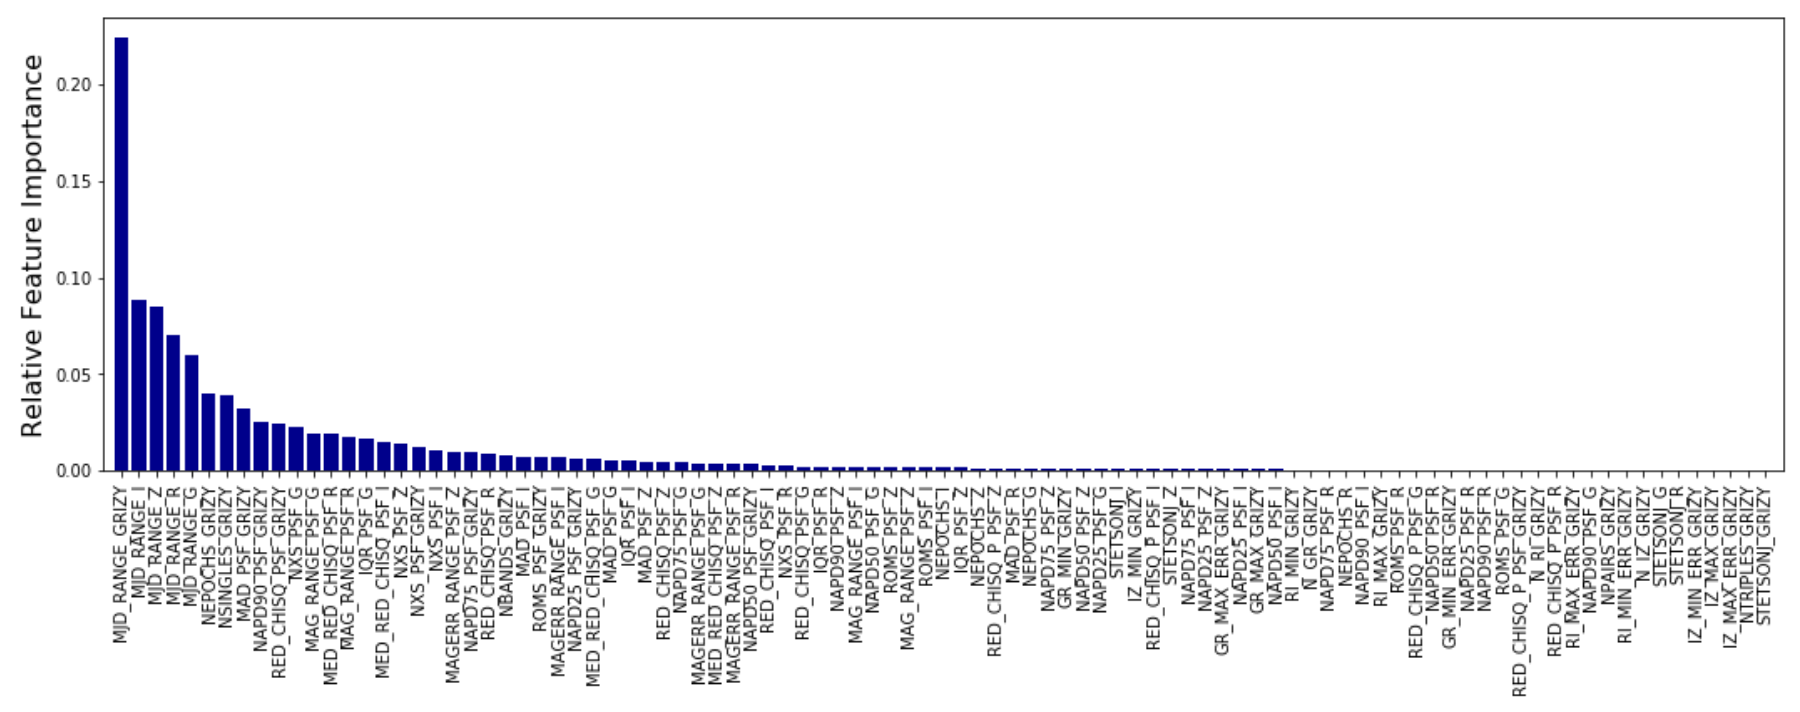 Relative Feature Importance
0.20
0.15
0.10
0.05
0.00
MJD_RANGE_GRIZY
MJD_RANGE_I
MJD_RANGE_Z
MJD_RANGE_R
MJD_RANGE_G
NEPOCHS_GRIZY
NSINGLES_GRIZY
MAD_PSF_GRIZY
NAPD90_PSF_GRIZY
RED_CHISQ_PSF_GRIZY
NXS_PSF_G
MAG_RANGE_PSF_G
MED_RED_CHISQ_PSF_R
MAG_RANGE_PSF_R
IQR_PSF_G
MED_RED_CHISQ_PSF_I
NXS_PSF_Z
NXS_PSF_GRIZY
NXS_PSF_I
MAGERR_RANGE_PSF_Z
NAPD75_PSF_GRIZY
RED_CHISQ_PSF_R
NBANDS_GRIZY
MAD_PSF_I
ROMS_PSF_GRIZY
MAGERR_RANGE_PSF_I
NAPD25_PSF_GRIZY
MED_RED_CHISQ_PSF_G
MAD_PSF_G
IQR_PSF_I
MAD_PSF_Z
RED_CHISQ_PSF_Z
NAPD75_PSF_G
MAGERR_RANGE_PSF_G
MED_RED_CHISQ_PSF_Z
MAGERR_RANGE_PSF_R
NAPD50_PSF_GRIZY
RED_CHISQ_PSF_I
NXS_PSF_R
RED_CHISQ_PSF_G
IQR_PSF_R
NAPD90_PSF_Z
MAG_RANGE_PSF_I
NAPD50_PSF_G
ROMS_PSF_Z
MAG_RANGE_PSF_Z
ROMS_PSF_I
NEPOCHS_I
IQR_PSF_Z
NEPOCHS_Z
RED_CHISQ_P_PSF_Z
MAD_PSF_R
NEPOCHS_G
NAPD75_PSF_Z
GR_MIN_GRIZY
NAPD50_PSF_Z
NAPD25_PSF_G
STETSONJ_I
IZ_MIN_GRIZY
RED_CHISQ_P_PSF_I
STETSONJ_Z
NAPD75_PSF_I
NAPD25_PSF_Z
GR_MAX_ERR_GRIZY
NAPD25_PSF_I
GR_MAX_GRIZY
NAPD50_PSF_I
RI_MIN_GRIZY
N_GR_GRIZY
NAPD75_PSF_R
NEPOCHS_R
NAPD90_PSF_I
RI_MAX_GRIZY
ROMS_PSF_R
RED_CHISQ_P_PSF_G
NAPD50_PSF_R
GR_MIN_ERR_GRIZY
NAPD25_PSF_R
NAPD90_PSF_R
ROMS_PSF_G
RED_CHISQ_P_PSF_GRIZY
N_RI_GRIZY
RED_CHISQ_P_PSF_R
RI_MAX_ERR_GRIZY
NAPD90_PSF_G
NPAIRS_GRIZY
RI_MIN_ERR_GRIZY
N_IZ_GRIZY
STETSONJ_G
STETSONJ_R
IZ_MIN_ERR_GRIZY
IZ_MAX_GRIZY
IZ_MAX_ERR_GRIZY
NTRIPLES_GRIZY
STETSONJ_GRIZY